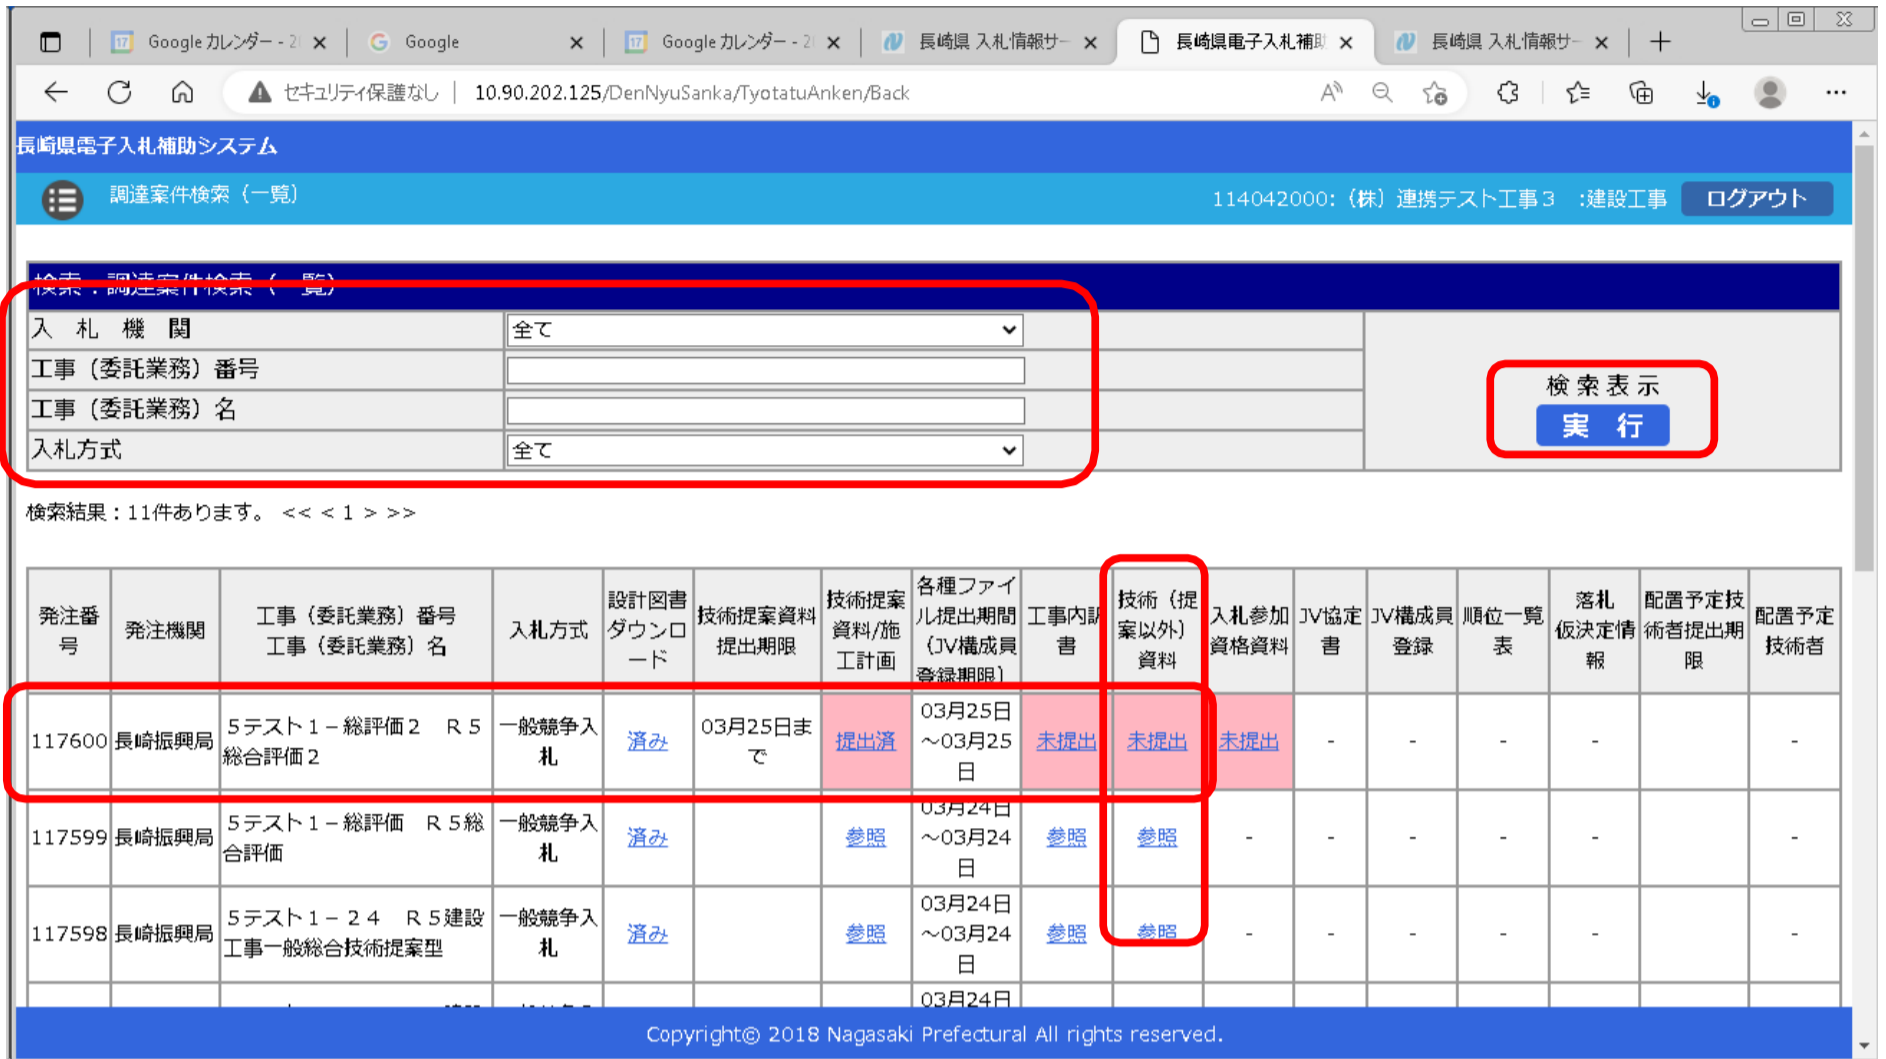 Google カレンダー - 2
Google
Google カレンダー - 2
長崎県 入札情報サー
長崎県電子入札補助
長崎県 入札情報サー
セキュリティ保護なし | 10.90.202.125/DenNyuSanka/TyotatuAnken/Back
長崎県電子入札補助システム
調達案件検索（一覧） 114042000:（株）連携テスト工事３ :建設工事 ログアウト
検索：調達案件検索（一覧）
入 札 機 関 全て
工事（委託業務）番号
工事（委託業務）名
入札方式 全て
検索表示
実 行
検索結果：11件あります。 << < 1 > >>
発注番
号
発注機関
工事（委託業務）番号
工事（委託業務）名
入札方式
設計図書
ダウンロ
ード
技術提案資料
提出期限
技術提案
資料/施
工計画
各種ファイ
ル提出期間
（JV構成員
登録期限）
工事内訳
書
技術（提
案以外）
資料
入札参加
資格資料
JV協定
書
JV構成員
登録
順位一覧
表
落札
仮決定情
報
配置予定技
術者提出期
限
配置予定
技術者
117600
長崎振興局
５テスト１－総評価２　Ｒ５
総合評価２
一般競争入
札
済み
03月25日ま
で
提出済
03月25日
～03月25
日
未提出
未提出
未提出
- - - - - -
117599
長崎振興局
５テスト１－総評価　Ｒ５総
合評価
一般競争入
札
済み
参照
03月24日
～03月24
日
参照
参照
- - - - - - -
117598
長崎振興局
５テスト１－２４　Ｒ５建設
工事一般総合技術提案型
一般競争入
札
済み
参照
03月24日
～03月24
日
参照
参照
- - - - - - -
03月24日
Copyright© 2018 Nagasaki Prefectural All rights reserved.